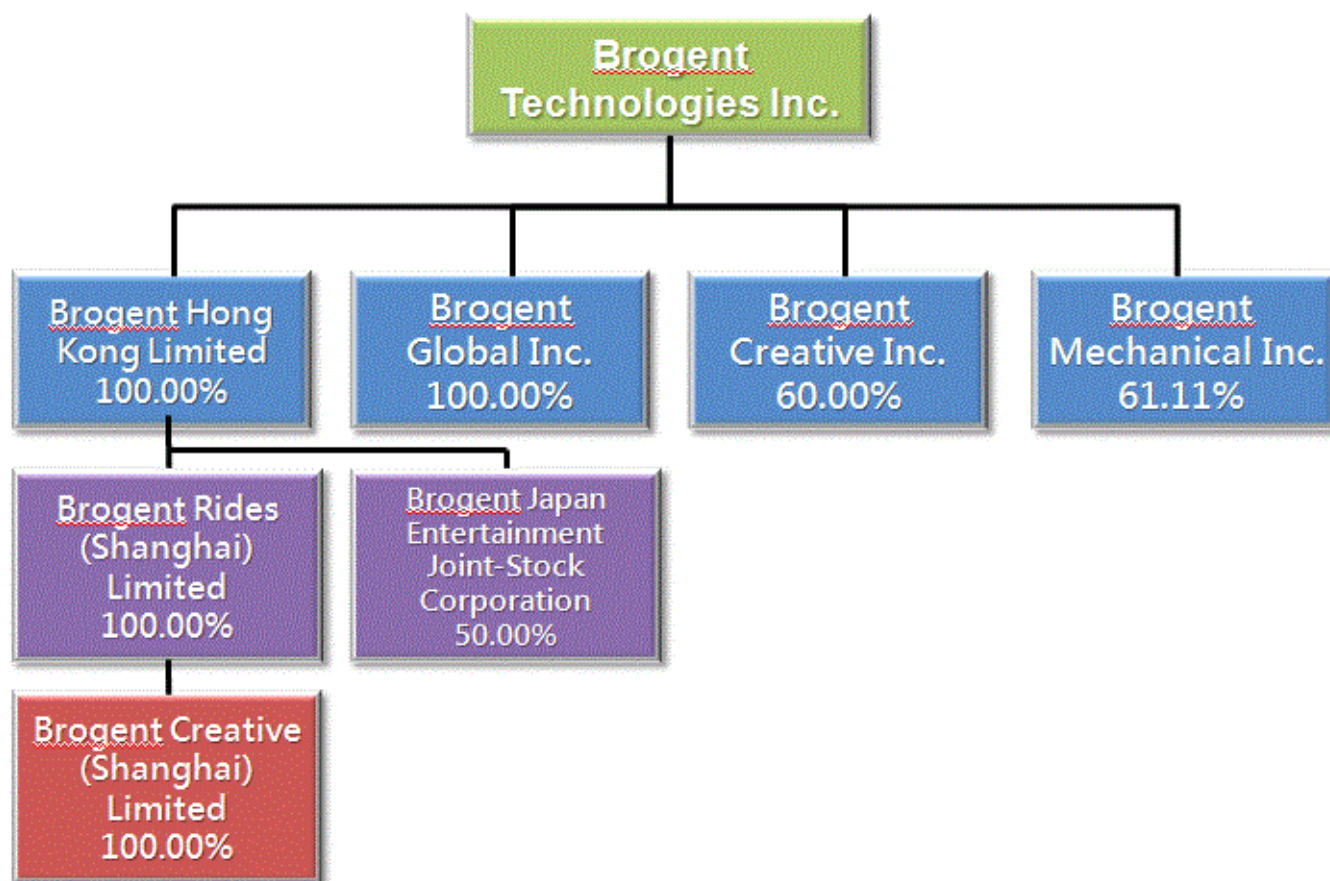 Brogent
Technologies Inc.
Brogent Hong
Kong Limited
100.00%
Brogent
Global Inc.
100.00%
Brogent
Creative Inc.
60.00%
Brogent
Mechanical Inc.
61.11%
Brogent Rides
(Shanghai)
Limited
100.00%
Brogent Japan
Entertainment
Joint-Stock
Corporation
50.00%
Brogent Creative
(Shanghai)
Limited
100.00%